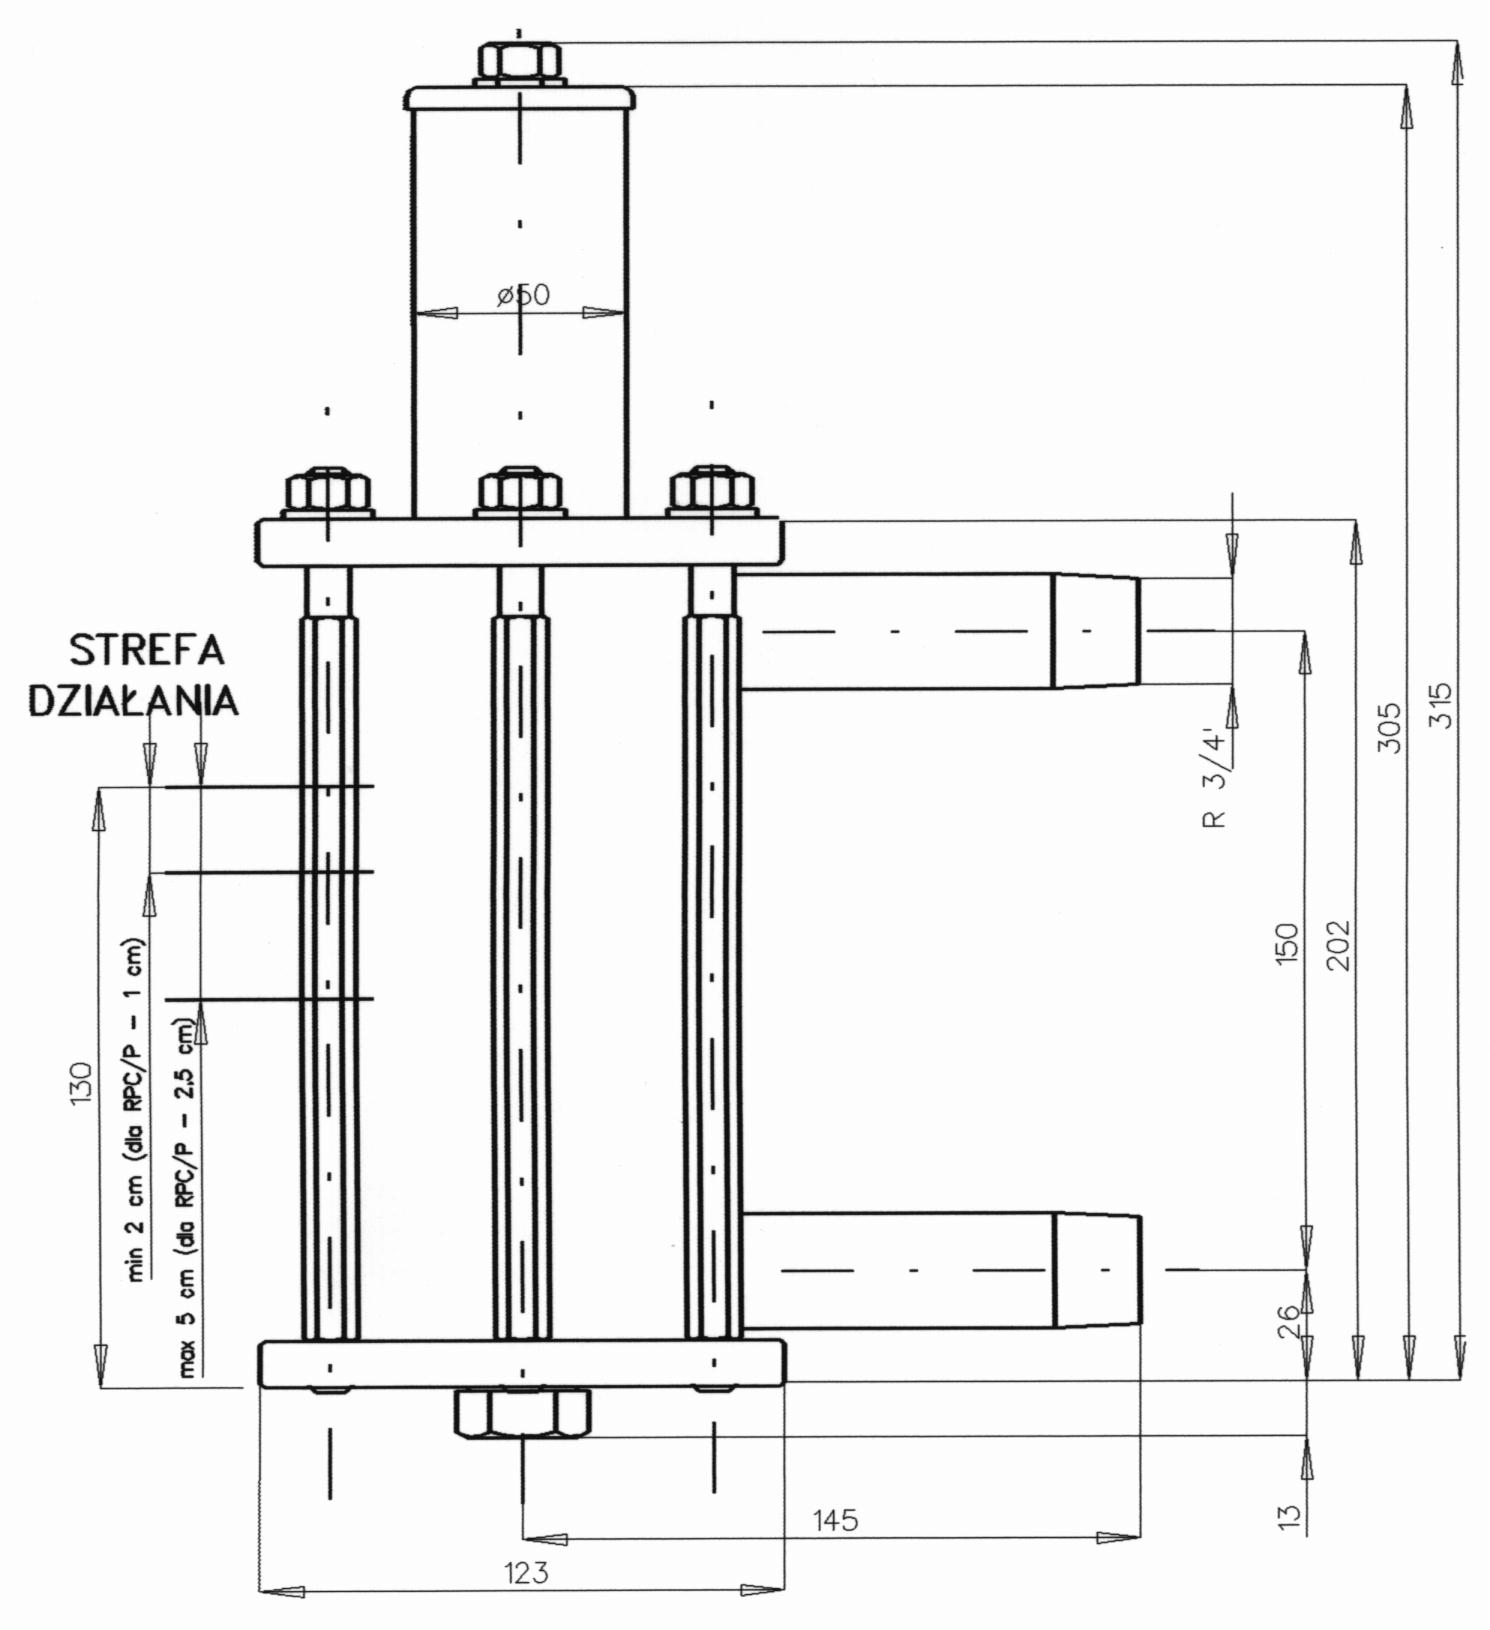 ø50
STREFA
DZIAŁANIA
315
305
R 3/4'
150
202
130
min 2 cm (dla RPC/P – 1 cm)
max 5 cm (dla RPC/P – 2.5 cm)
26
13
145
123